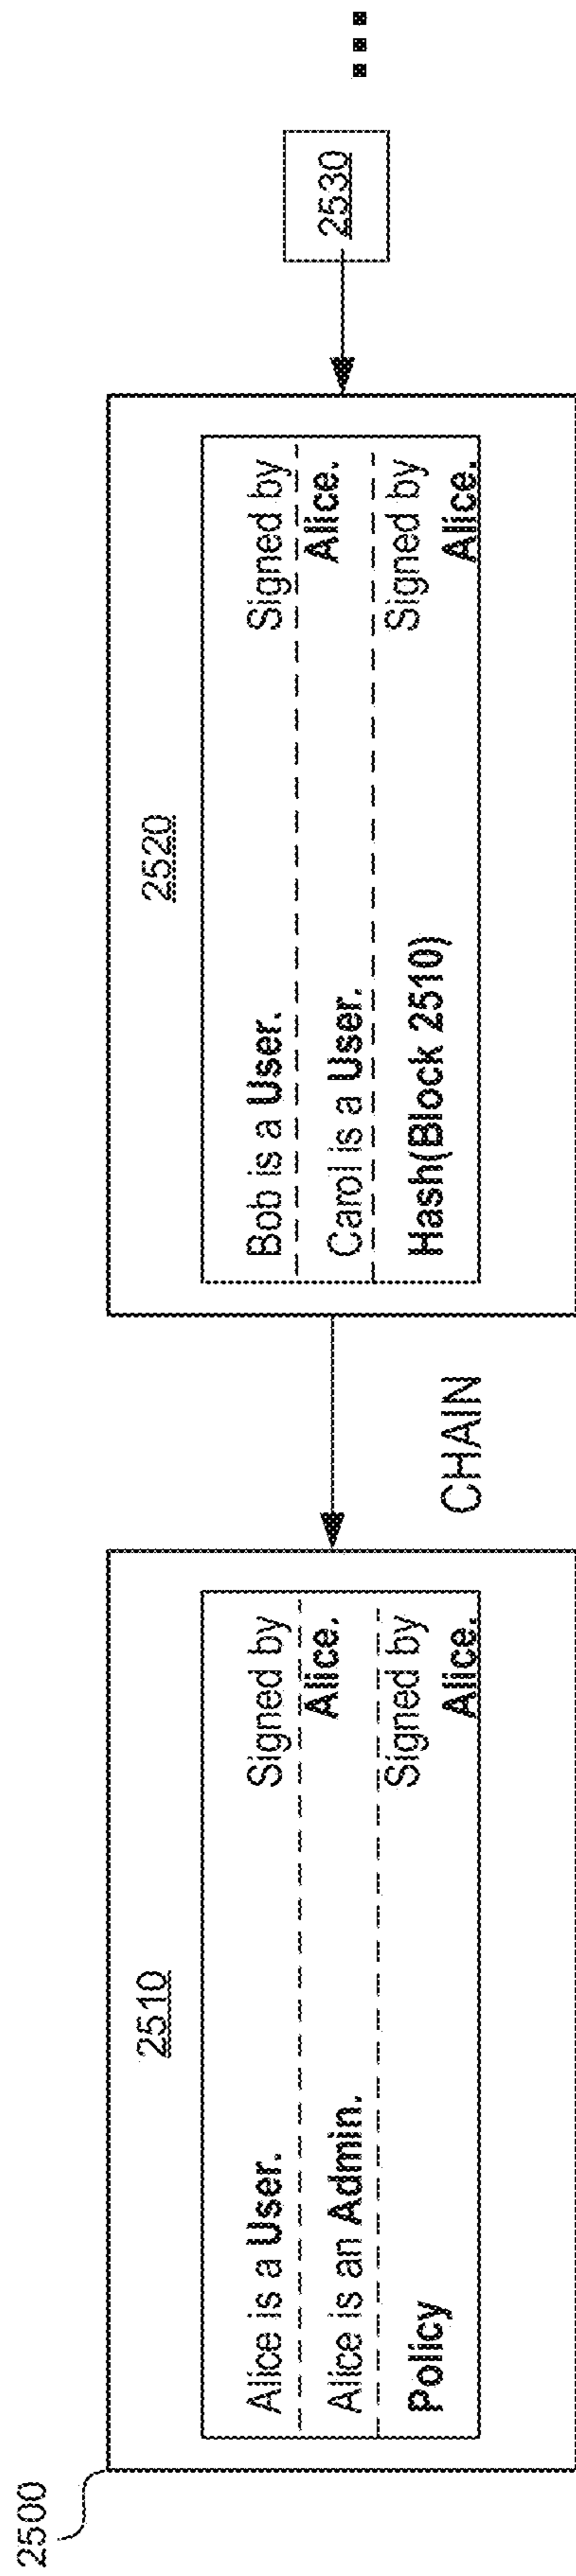 2500
2510
Alice is a User.
Signed by
Alice.
Alice is an Admin.
Policy
Signed by
Alice.
CHAIN
2520
Bob is a User.
Signed by
Alice.
Carol is a User.
Hash(Block 2510)
Signed by
Alice.
2530